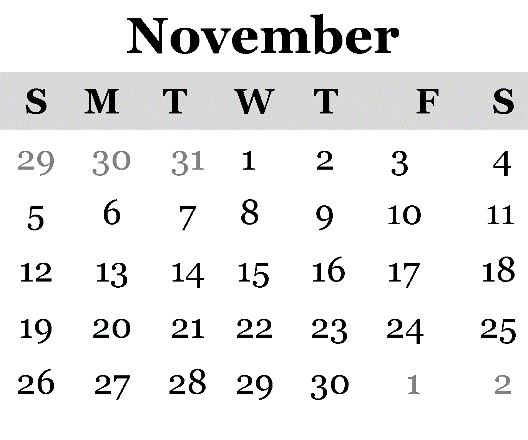 November
S M T W T F S
29 30 31 1 2 3 4
5 6 7 8 9 10 11
12 13 14 15 16 17 18
19 20 21 22 23 24 25
26 27 28 29 30 1 2